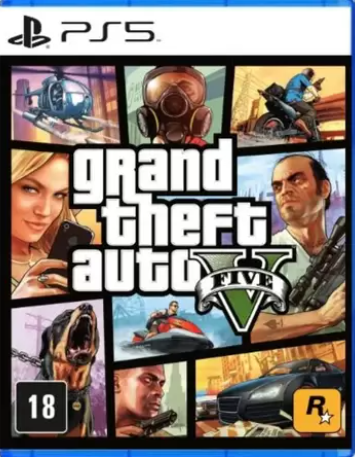 PS5
grand
theft
auto
V
FIVE
18
R